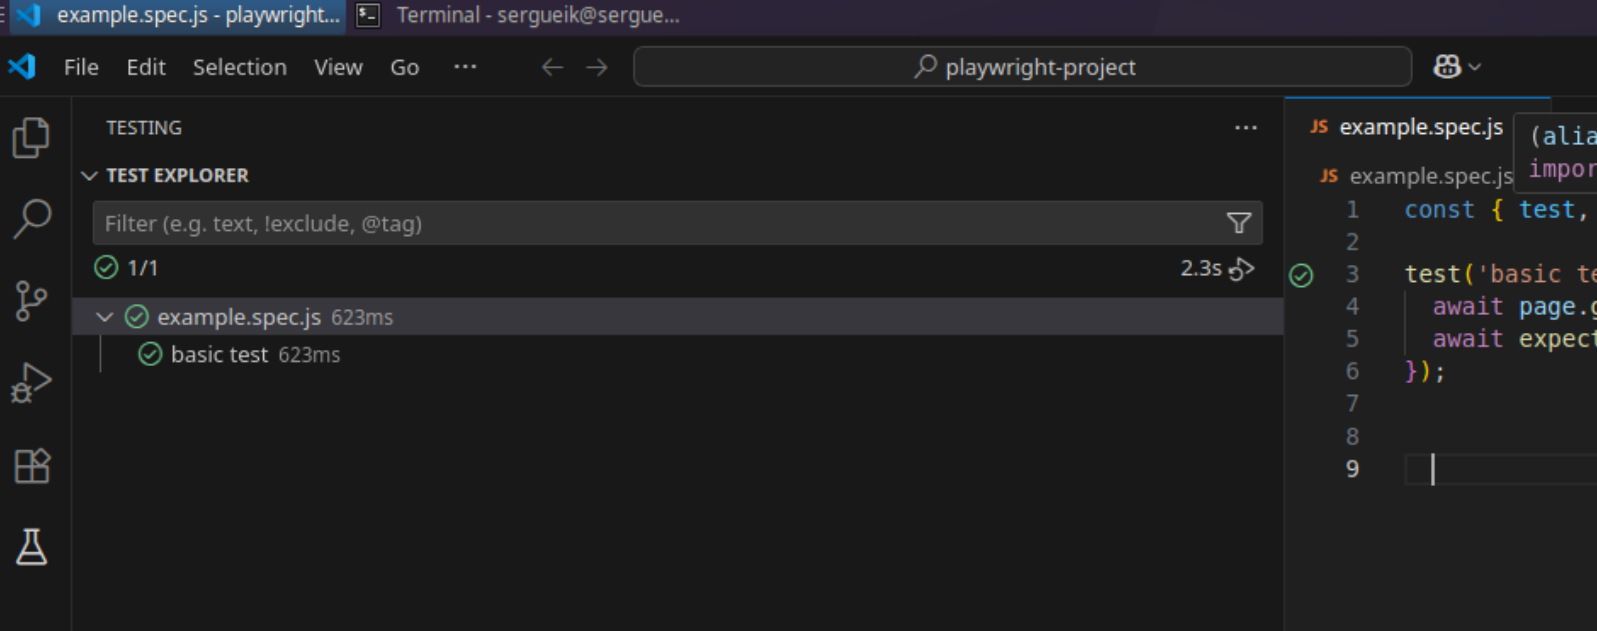 example.spec.js - playwright... Terminal - sergueik@sergue...
File Edit Selection View Go ··· playwright-project
TESTING
TEST EXPLORER
Filter (e.g. text, !exclude, @tag)
1/1 2.3s
example.spec.js 623ms
basic test 623ms
JS example.spec.js
(alia
impor
JS example.spec.js
1 const { test,
2
3 test('basic te
4 await page.g
5 await expect
6 });
7
8
9